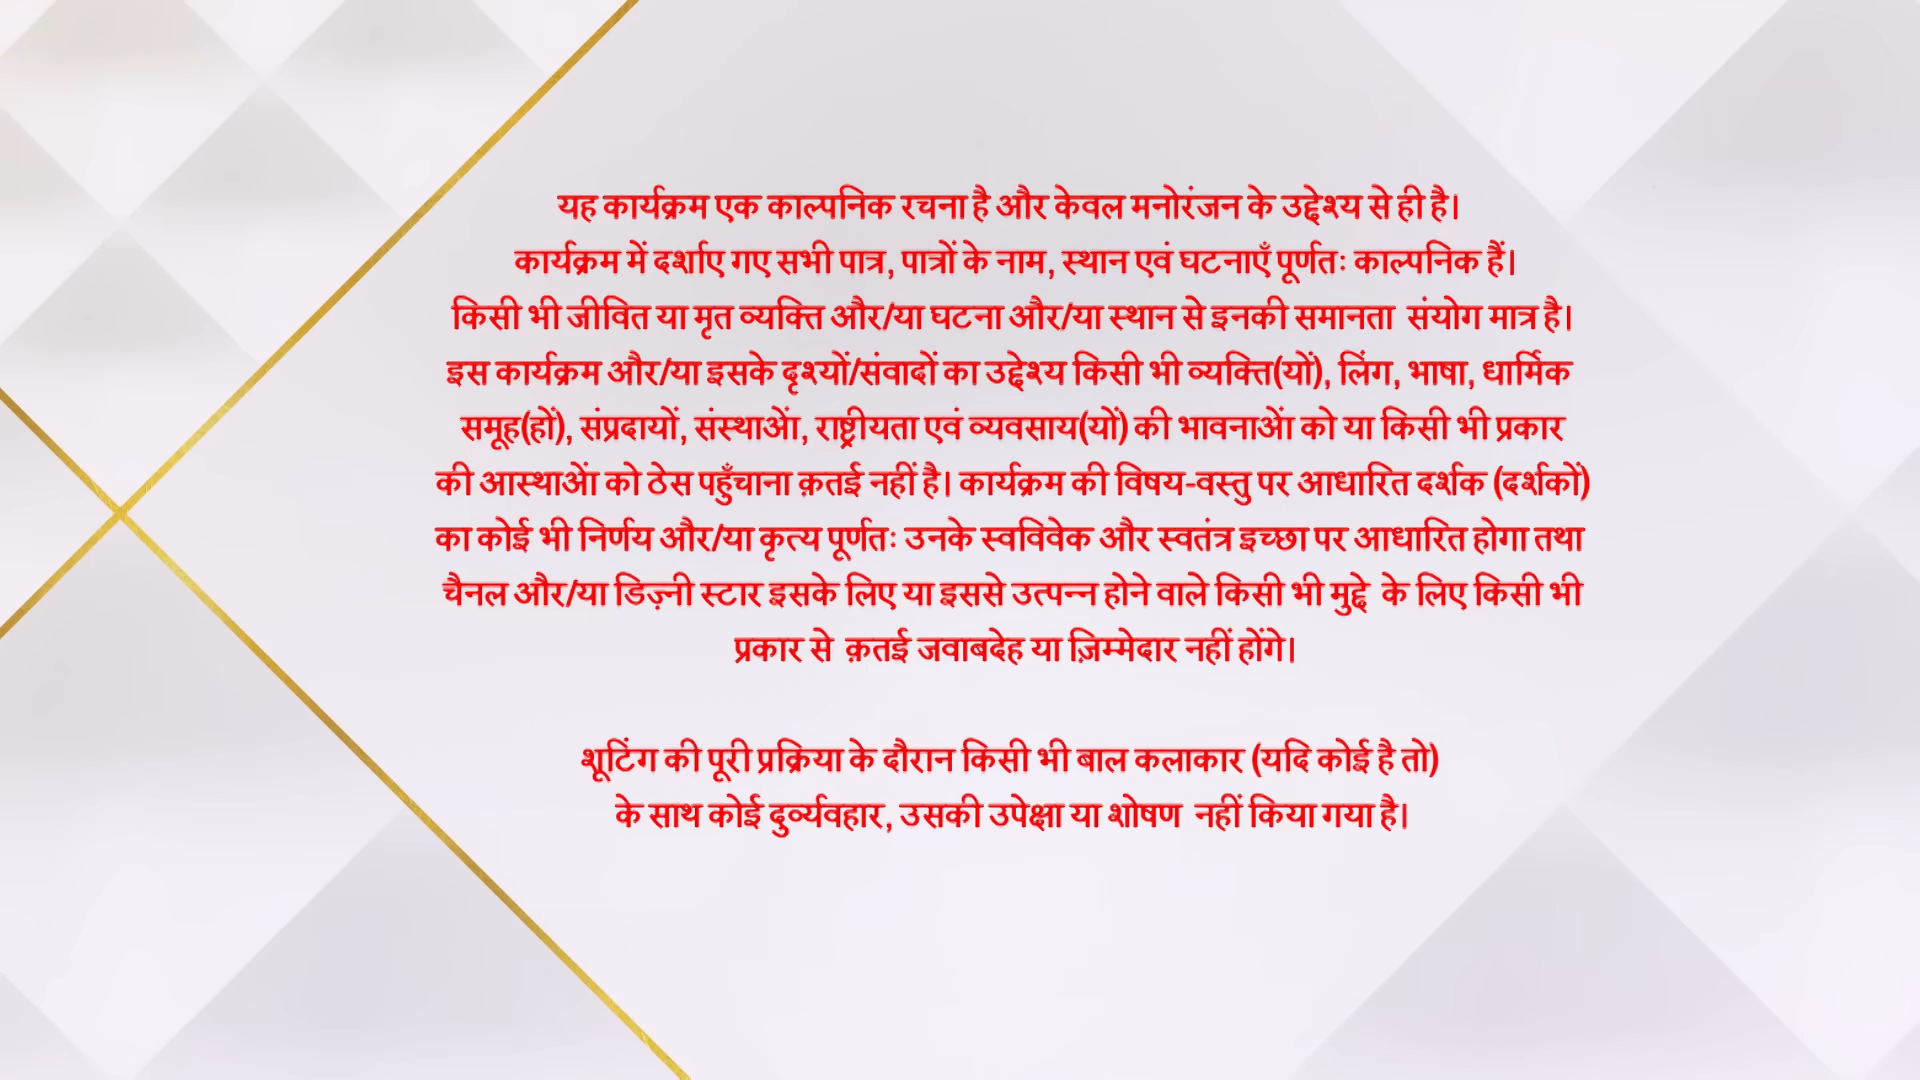 यह कार्यक्रम एक काल्पनिक रचना है और केवल मनोरंजन के उद्देश्य से ही है।
कार्यक्रम में दर्शाए गए सभी पात्र, पात्रों के नाम, स्थान एवं घटनाएँ पूर्णतः काल्पनिक हैं।
किसी भी जीवित या मृत व्यक्ति और/या घटना और/या स्थान से इनकी समानता संयोग मात्र है।
इस कार्यक्रम और/या इसके दृश्यों/संवादों का उद्देश्य किसी भी व्यक्ति(यों), लिंग, भाषा, धार्मिक
समूह(हों), संप्रदायों, संस्थाओं, राष्ट्रीयता एवं व्यवसाय(यों) की भावनाओं को या किसी भी प्रकार
की आस्थाओं को ठेस पहुँचाना क़तई नहीं है। कार्यक्रम की विषय-वस्तु पर आधारित दर्शक (दर्शकों)
का कोई भी निर्णय और/या कृत्य पूर्णतः उनके स्वविवेक और स्वतंत्र इच्छा पर आधारित होगा तथा
चैनल और/या डिज़्नी स्टार इसके लिए या इससे उत्पन्न होने वाले किसी भी मुद्दे के लिए किसी भी
प्रकार से क़तई जवाबदेह या ज़िम्मेदार नहीं होंगे।
शूटिंग की पूरी प्रक्रिया के दौरान किसी भी बाल कलाकार (यदि कोई है तो)
के साथ कोई दुर्व्यवहार, उसकी उपेक्षा या शोषण नहीं किया गया है।